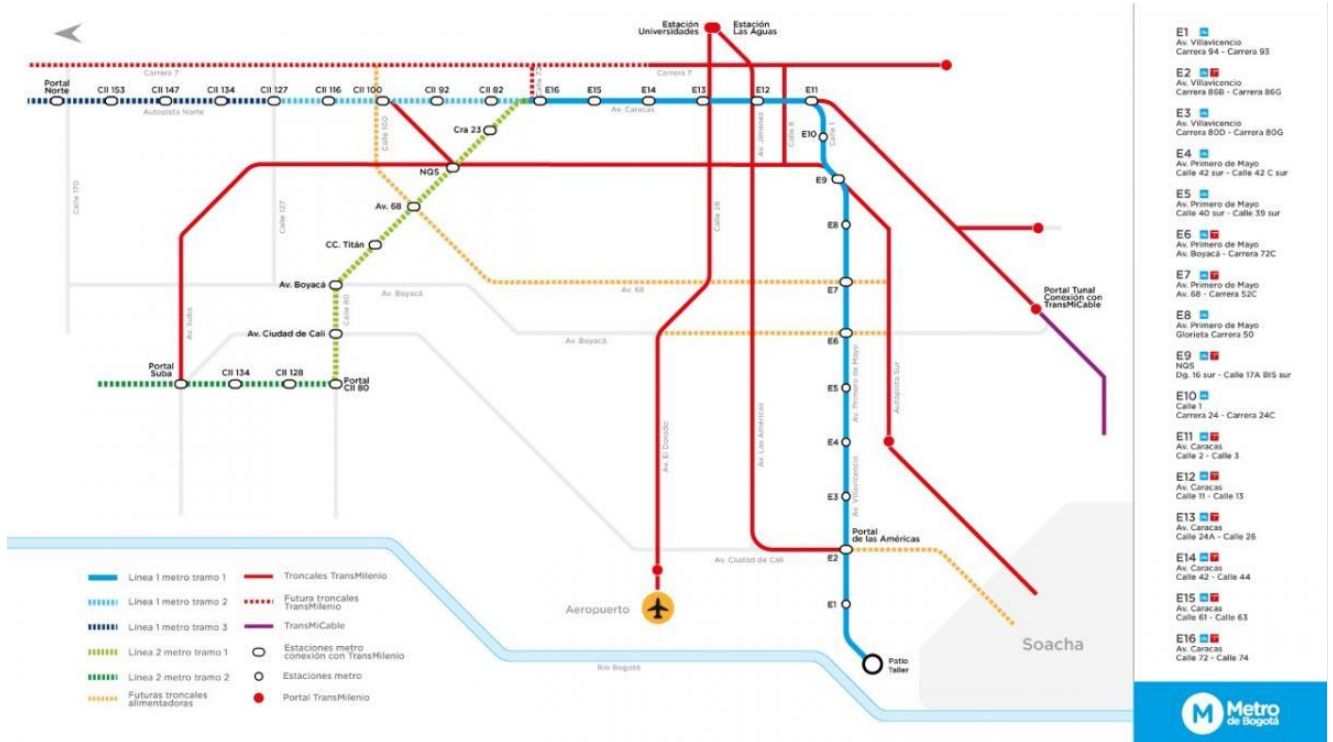 Estación
Universidades
Estación
Las Aguas
Carrera 7
Calle 72
Carrera 7
Portal
Norte
Cll 153
Cll 147
Cll 134
Cll 127
Cll 116
Cll 100
Cll 92
Cll 82
E16
E15
E14
E13
E12
E11
Autopista Norte
Av. Caracas
Calle 100
Cra 23
Av. Jiménez
Calle 6
Calle 1
E10
NQS
E9
Calle 170
Calle 127
Av. 68
Calle 26
E8
CC. Titán
Av. Boyacá
Av. Boyacá
Av. 68
E7
Portal Tunal
Conexión con
TransMiCable
Av. Suba
Calle 80
Av. Ciudad de Cali
Av. Boyacá
E6
Portal
Suba
Cll 134
Cll 128
Portal
Cll 80
Av. Primero de Mayo
Autopista Sur
E5
Av. El Dorado
Av. Las Américas
E4
Av. Villavicencio
E3
Portal
de las Américas
Av. Ciudad de Cali
E2
Aeropuerto
E1
Soacha
Patio
Taller
Río Bogotá
Línea 1 metro tramo 1
Línea 1 metro tramo 2
Línea 1 metro tramo 3
Línea 2 metro tramo 1
Línea 2 metro tramo 2
Futuras troncales
alimentadoras
Troncales TransMilenio
Futura troncales
TransMilenio
TransMiCable
Estaciones metro
conexión con TransMilenio
Estaciones metro
Portal TransMilenio
E1
Av. Villavicencio
Carrera 94 - Carrera 93
E2
Av. Villavicencio
Carrera 86B - Carrera 86G
E3
Av. Villavicencio
Carrera 80D - Carrera 80G
E4
Av. Primero de Mayo
Calle 42 sur - Calle 42 C sur
E5
Av. Primero de Mayo
Calle 40 sur - Calle 39 sur
E6
Av. Primero de Mayo
Av. Boyacá - Carrera 72C
E7
Av. Primero de Mayo
Av. 68 - Carrera 52C
E8
Av. Primero de Mayo
Glorieta Carrera 50
E9
NQS
Dg. 16 sur - Calle 17A BIS sur
E10
Calle 1
Carrera 24 - Carrera 24C
E11
Av. Caracas
Calle 2 - Calle 3
E12
Av. Caracas
Calle 11 - Calle 13
E13
Av. Caracas
Calle 24A - Calle 26
E14
Av. Caracas
Calle 42 - Calle 44
E15
Av. Caracas
Calle 61 - Calle 63
E16
Av. Caracas
Calle 72 - Calle 74
M Metro
de Bogotá